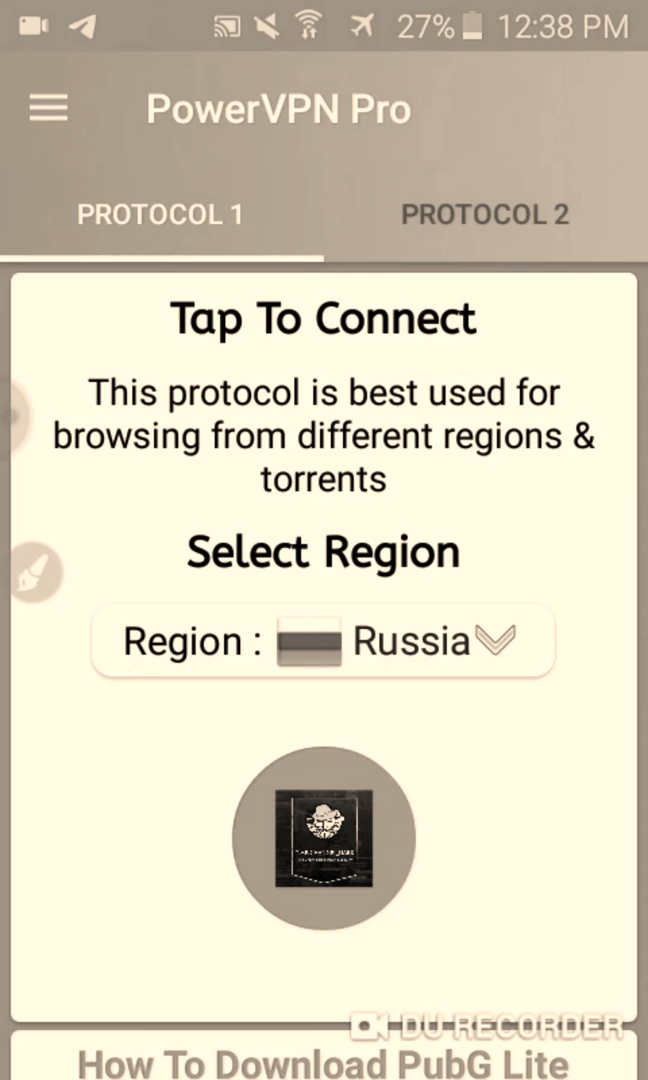 27% 12:38 PM
PowerVPN Pro
PROTOCOL 1 PROTOCOL 2
Tap To Connect
This protocol is best used for
browsing from different regions &
torrents
Select Region
Region : Russia
DU RECORDER
How To Download PubG Lite